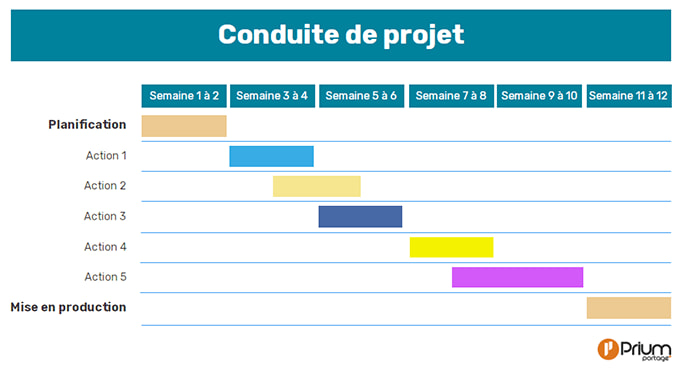 Conduite de projet
Semaine 1 à 2 Semaine 3 à 4 Semaine 5 à 6 Semaine 7 à 8 Semaine 9 à 10 Semaine 11 à 12
Planification
Action 1
Action 2
Action 3
Action 4
Action 5
Mise en production
Prium
portage